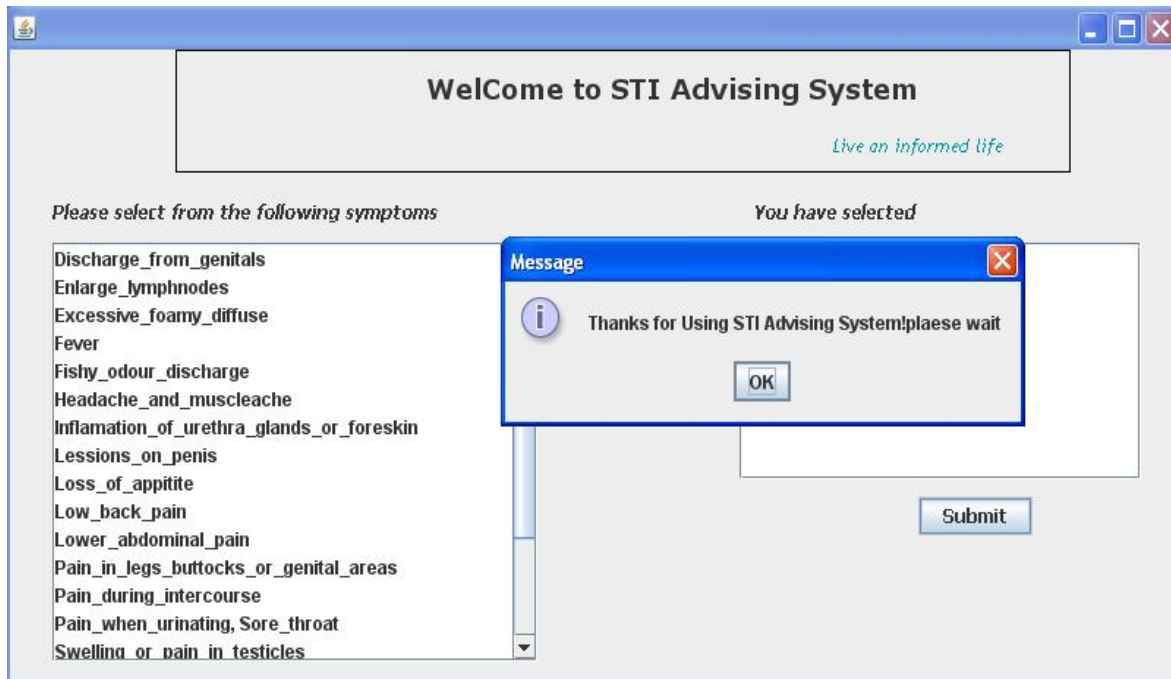 WelCome to STI Advising System
Live an informed life
Please select from the following symptoms
You have selected
Discharge_from_genitals
Enlarge_lymphnodes
Excessive_foamy_diffuse
Fever
Fishy_odour_discharge
Headache_and_muscleache
Inflamation_of_urethra_glands_or_foreskin
Lessions_on_penis
Loss_of_appitite
Low_back_pain
Lower_abdominal_pain
Pain_in_legs_buttocks_or_genital_areas
Pain_during_intercourse
Pain_when_urinating, Sore_throat
Swelling_or_pain_in_testicles
Message
Thanks for Using STI Advising System!plaese wait
OK
Submit